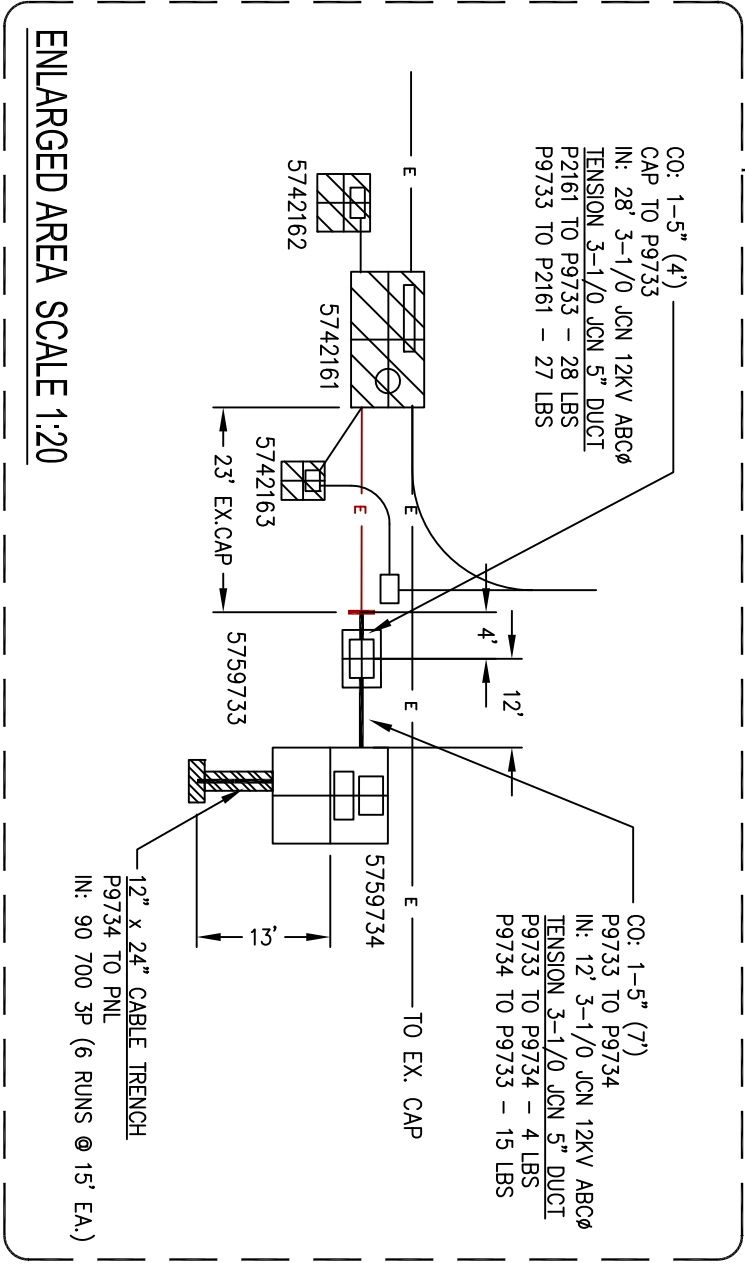 CO: 1-5" (4')
CAP TO P9733
IN: 28' 3-1/0 JCN 12KV ABCØ
TENSION 3-1/0 JCN 5" DUCT
P2161 TO P9733 - 28 LBS
P9733 TO P2161 - 27 LBS
CO: 1-5" (7')
P9733 TO P9734
IN: 12' 3-1/0 JCN 12KV ABCØ
TENSION 3-1/0 JCN 5" DUCT
P9733 TO P9734 - 4 LBS
P9734 TO P9733 - 15 LBS
E
E
E
E
TO EX. CAP
E
4'
12'
5742162
5742161
5742163
23' EX.CAP
5759733
5759734
13'
12" x 24" CABLE TRENCH
P9734 TO PNL
IN: 90 700 3P (6 RUNS @ 15' EA.)
ENLARGED AREA SCALE 1:20